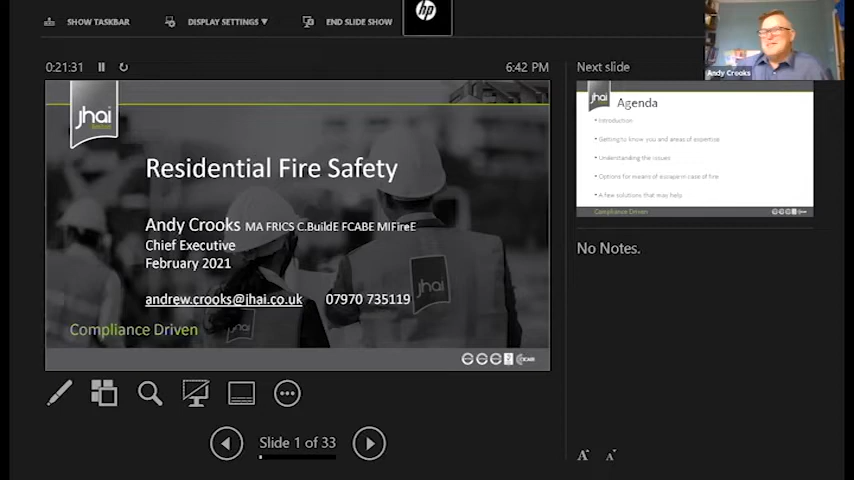 SHOW TASKBAR
DISPLAY SETTINGS ▼
END SLIDE SHOW
hp
Andy Crooks
0:21:31
6:42 PM
jhai
Residential Fire Safety
Andy Crooks MA FRICS C.BuildE FCABE MIFireE
Chief Executive
February 2021
andrew.crooks@jhai.co.uk 07970 735119
jhai
jhai
Compliance Driven
Next slide
jhai
Agenda
• Introduction
• Getting to know you and areas of expertise
• Understanding the issues
• Options for means of escape in case of fire
• A few solutions that may help
Compliance Driven
No Notes.
Slide 1 of 33
A A